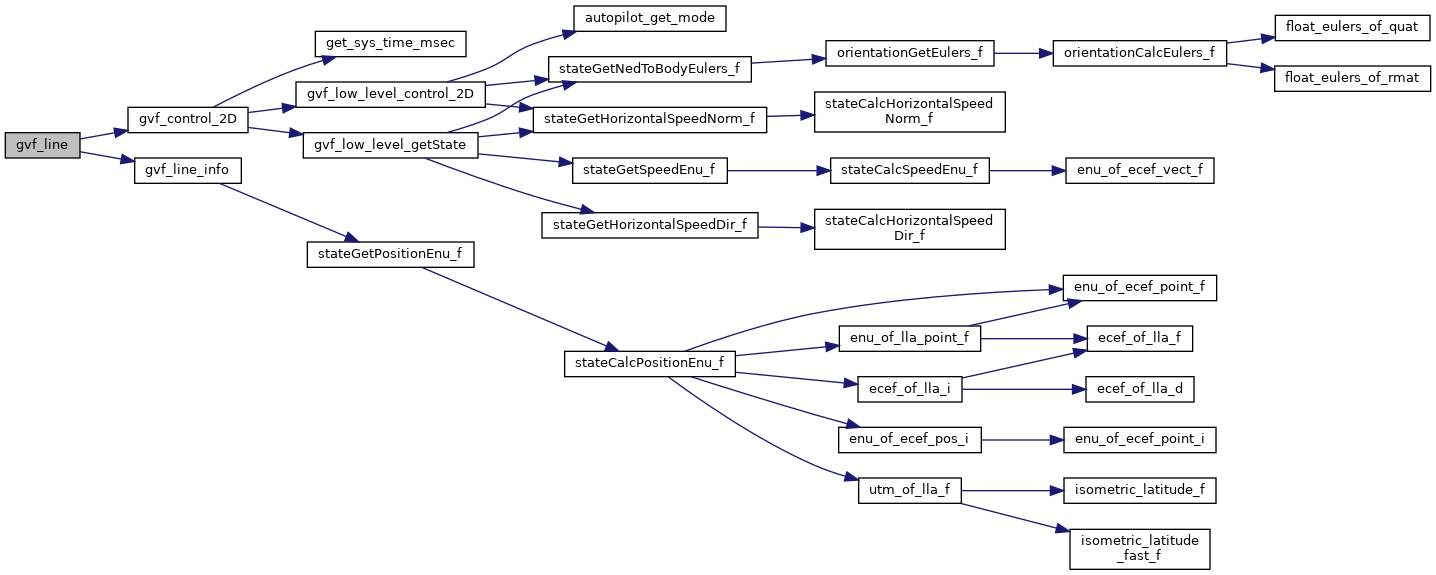 gvf_line
gvf_control_2D
gvf_line_info
get_sys_time_msec
gvf_low_level_control_2D
gvf_low_level_getState
stateGetPositionEnu_f
autopilot_get_mode
stateGetNedToBodyEulers_f
stateGetHorizontalSpeedNorm_f
stateGetSpeedEnu_f
stateGetHorizontalSpeedDir_f
stateCalcPositionEnu_f
orientationGetEulers_f
stateCalcHorizontalSpeed
Norm_f
stateCalcSpeedEnu_f
stateCalcHorizontalSpeed
Dir_f
enu_of_lla_point_f
ecef_of_lla_i
enu_of_ecef_pos_i
utm_of_lla_f
orientationCalcEulers_f
enu_of_ecef_vect_f
enu_of_ecef_point_f
ecef_of_lla_f
ecef_of_lla_d
enu_of_ecef_point_i
isometric_latitude_f
isometric_latitude
_fast_f
float_eulers_of_quat
float_eulers_of_rmat